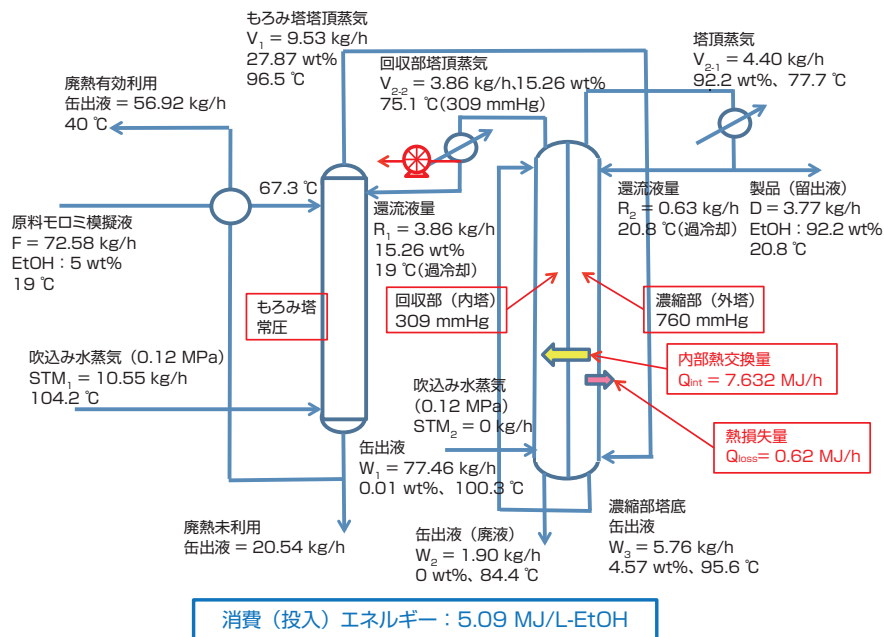 もろみ塔塔頂蒸気
V₁ = 9.53 kg/h
27.87 wt%
96.5 ℃
廃熱有効利用
缶出液 = 56.92 kg/h
40 ℃
回収部塔頂蒸気
V₂₋₂ = 3.86 kg/h、15.26 wt%
75.1 ℃(309 mmHg)
塔頂蒸気
V₂₋₁ = 4.40 kg/h
92.2 wt%、77.7 ℃
67.3 ℃
原料モロミ模擬液
F = 72.58 kg/h
EtOH：5 wt%
19 ℃
還流液量
R₁ = 3.86 kg/h
15.26 wt%
19 ℃(過冷却)
還流液量
R₂ = 0.63 kg/h
20.8 ℃(過冷却)
製品（留出液）
D = 3.77 kg/h
EtOH：92.2 wt%
20.8 ℃
もろみ塔
常圧
回収部（内塔）
309 mmHg
濃縮部（外塔）
760 mmHg
吹込み水蒸気（0.12 MPa）
STM₁ = 10.55 kg/h
104.2 ℃
吹込み水蒸気
（0.12 MPa）
STM₂ = 0 kg/h
内部熱交換量
Qint = 7.632 MJ/h
熱損失量
Qloss= 0.62 MJ/h
缶出液
W₁ = 77.46 kg/h
0.01 wt%、100.3 ℃
廃熱未利用
缶出液 = 20.54 kg/h
缶出液（廃液）
W₂ = 1.90 kg/h
0 wt%、84.4 ℃
濃縮部塔底
缶出液
W₃ = 5.76 kg/h
4.57 wt%、95.6 ℃
消費（投入）エネルギー：5.09 MJ/L-EtOH